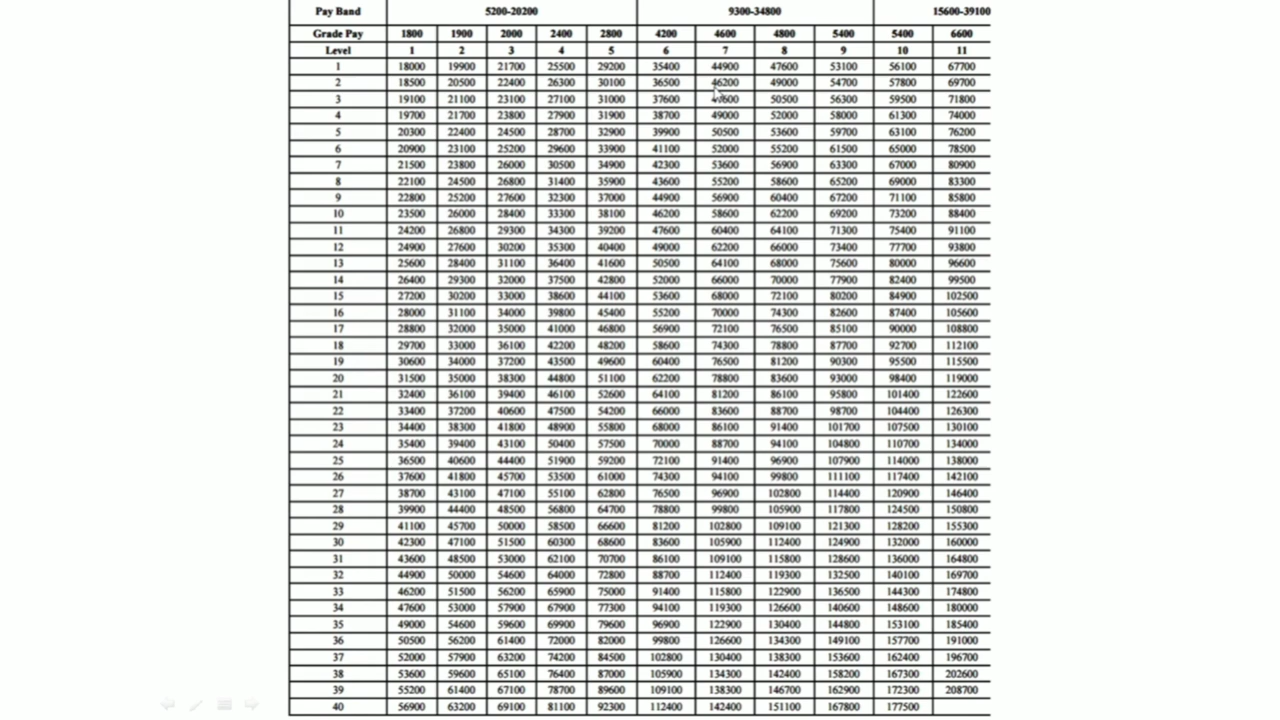 Pay Band 5200-20200 9300-34800 15600-39100
Grade Pay 1800 1900 2000 2400 2800 4200 4600 4800 5400 5400 6600
Level 1 2 3 4 5 6 7 8 9 10 11
1 18000 19900 21700 25500 29200 35400 44900 47600 53100 56100 67700
2 18500 20500 22400 26300 30100 36500 46200 49000 54700 57800 69700
3 19100 21100 23100 27100 31000 37600 47600 50500 56300 59500 71800
4 19700 21700 23800 27900 31900 38700 49000 52000 58000 61300 74000
5 20300 22400 24500 28700 32900 39900 50500 53600 59700 63100 76200
6 20900 23100 25200 29600 33900 41100 52000 55200 61500 65000 78500
7 21500 23800 26000 30500 34900 42300 53600 56900 63300 67000 80900
8 22100 24500 26800 31400 35900 43600 55200 58600 65200 69000 83300
9 22800 25200 27600 32300 37000 44900 56900 60400 67200 71100 85800
10 23500 26000 28400 33300 38100 46200 58600 62200 69200 73200 88400
11 24200 26800 29300 34300 39200 47600 60400 64100 71300 75400 91100
12 24900 27600 30200 35300 40400 49000 62200 66000 73400 77700 93800
13 25600 28400 31100 36400 41600 50500 64100 68000 75600 80000 96600
14 26400 29300 32000 37500 42800 52000 66000 70000 77900 82400 99500
15 27200 30200 33000 38600 44100 53600 68000 72100 80200 84900 102500
16 28000 31100 34000 39800 45400 55200 70000 74300 82600 87400 105600
17 28800 32000 35000 41000 46800 56900 72100 76500 85100 90000 108800
18 29700 33000 36100 42200 48200 58600 74300 78800 87700 92700 112100
19 30600 34000 37200 43500 49600 60400 76500 81200 90300 95500 115500
20 31500 35000 38300 44800 51100 62200 78800 83600 93000 98400 119000
21 32400 36100 39400 46100 52600 64100 81200 86100 95800 101400 122600
22 33400 37200 40600 47500 54200 66000 83600 88700 98700 104400 126300
23 34400 38300 41800 48900 55800 68000 86100 91400 101700 107500 130100
24 35400 39400 43100 50400 57500 70000 88700 94100 104800 110700 134000
25 36500 40600 44400 51900 59200 72100 91400 96900 107900 114000 138000
26 37600 41800 45700 53500 61000 74300 94100 99800 111100 117400 142100
27 38700 43100 47100 55100 62800 76500 96900 102800 114400 120900 146400
28 39900 44400 48500 56800 64700 78800 99800 105900 117800 124500 150800
29 41100 45700 50000 58500 66600 81200 102800 109100 121300 128200 155300
30 42300 47100 51500 60300 68600 83600 105900 112400 124900 132000 160000
31 43600 48500 53000 62100 70700 86100 109100 115800 128600 136000 164800
32 44900 50000 54600 64000 72800 88700 112400 119300 132500 140100 169700
33 46200 51500 56200 65900 75000 91400 115800 122900 136500 144300 174800
34 47600 53000 57900 67900 77300 94100 119300 126600 140600 148600 180000
35 49000 54600 59600 69900 79600 96900 122900 130400 144800 153100 185400
36 50500 56200 61400 72000 82000 99800 126600 134300 149100 157700 191000
37 52000 57900 63200 74200 84500 102800 130400 138300 153600 162400 196700
38 53600 59600 65100 76400 87000 105900 134300 142400 158200 167300 202600
39 55200 61400 67100 78700 89600 109100 138300 146700 162900 172300 208700
40 56900 63200 69100 81100 92300 112400 142400 151100 167800 177500